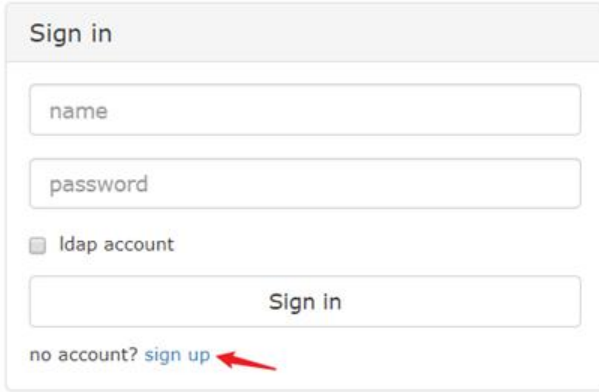 Sign in
name
password
ldap account
Sign in
no account? sign up